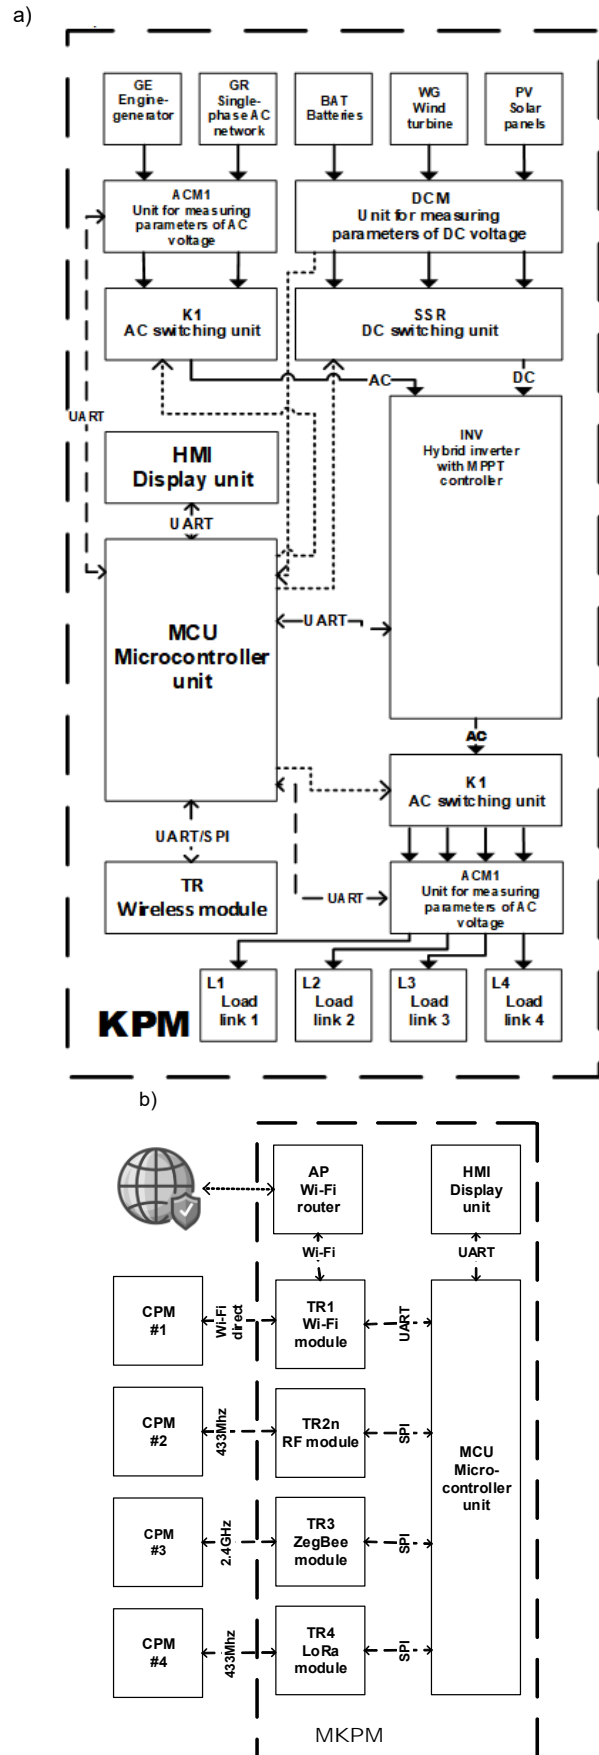 a)
GE
Engine-
generator
GR
Single-
phase AC
network
BAT
Batteries
WG
Wind
turbine
PV
Solar
panels
ACM1
Unit for measuring
parameters of AC
voltage
DCM
Unit for measuring
parameters of DC voltage
K1
AC switching unit
SSR
DC switching unit
AC
DC
UART
INV
Hybrid inverter
with MPPT
controller
HMI
Display unit
UART
MCU
Microcontroller
unit
UART
AC
K1
AC switching unit
UART/SPI
TR
Wireless module
UART
ACM1
Unit for measuring
parameters of AC
voltage
L1
Load
link 1
L2
Load
link 2
L3
Load
link 3
L4
Load
link 4
KPM
b)
AP
Wi-Fi
router
HMI
Display
unit
Wi-Fi
UART
CPM
#1
Wi-Fi
direct
TR1
Wi-Fi
module
UART
CPM
#2
433Mhz
TR2n
RF module
SPI
MCU
Micro-
controller
unit
CPM
#3
2.4GHz
TR3
ZegBee
module
SPI
CPM
#4
433Mhz
TR4
LoRa
module
SPI
MKPM